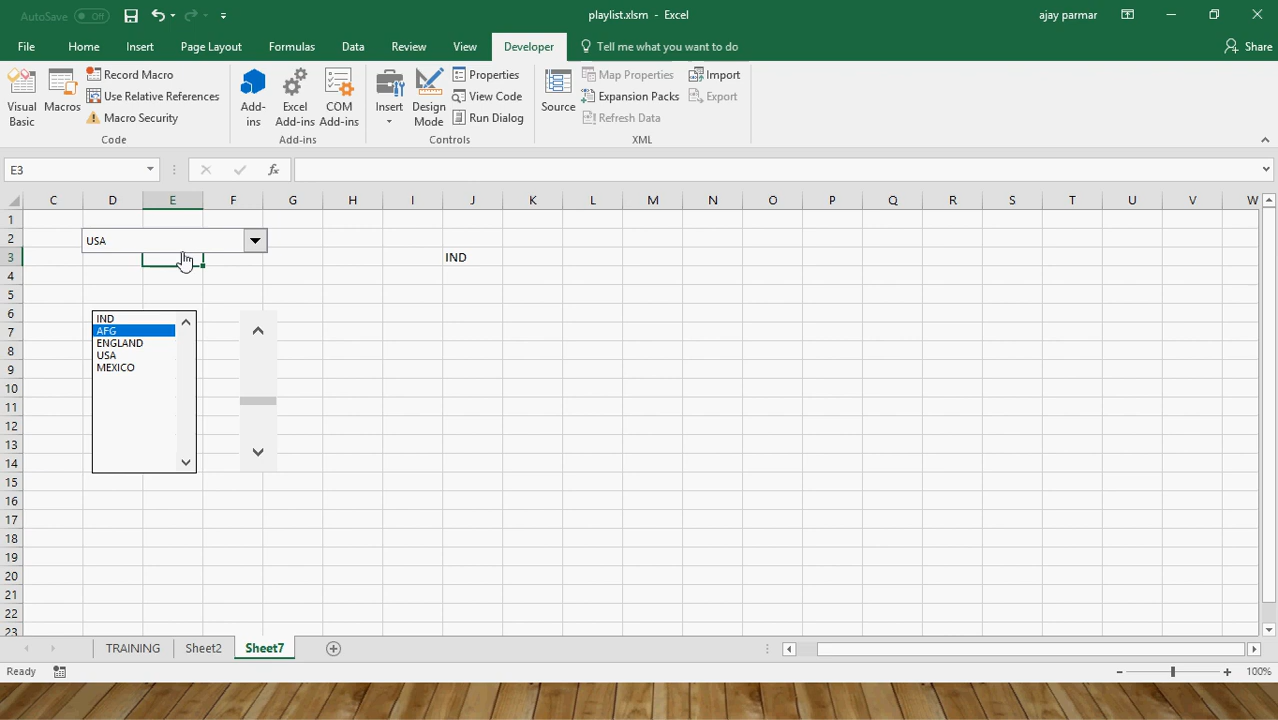 AutoSave Off
playlist.xlsm - Excel
ajay parmar
File Home Insert Page Layout Formulas Data Review View Developer Tell me what you want to do Share
Visual Basic
Macros
Record Macro
Use Relative References
Macro Security
Code
Add-ins
Excel Add-ins
COM Add-ins
Add-ins
Insert
Design Mode
Properties
View Code
Run Dialog
Controls
Source
Map Properties
Expansion Packs
Refresh Data
Import
Export
XML
E3
fx
C D E F G H I J K L M N O P Q R S T U V W
1
2 USA
3 IND
4
5
6 IND
7 AFG
8 ENGLAND
USA
9 MEXICO
10
11
12
13
14
15
16
17
18
19
20
21
22
23
TRAINING Sheet2 Sheet7
Ready
100%